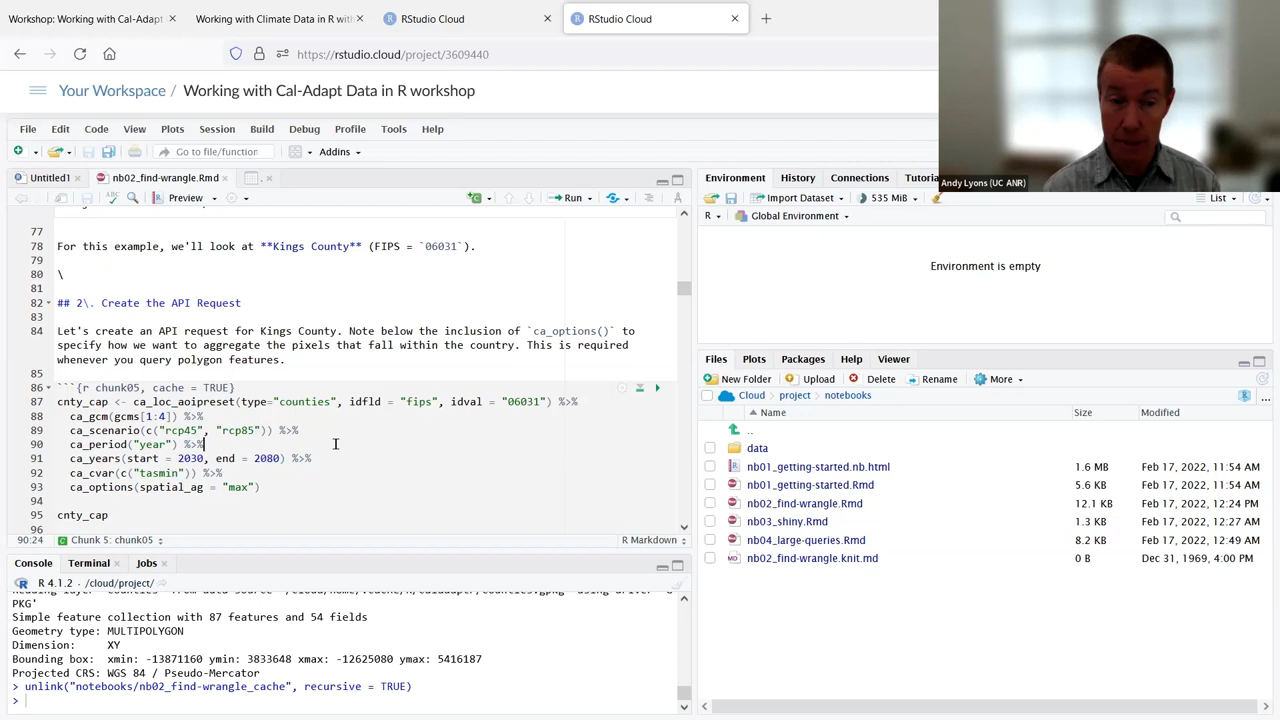 Workshop: Working with Cal-Adapt
Working with Climate Data in R with
RStudio Cloud
RStudio Cloud
https://rstudio.cloud/project/3609440
Your Workspace / Working with Cal-Adapt Data in R workshop
File Edit Code View Plots Session Build Debug Profile Tools Help
Go to file/function Addins
Untitled1 nb02_find-wrangle.Rmd
Preview Run
77
78 For this example, we'll look at **Kings County** (FIPS = `06031`).
79
80 \
81
82 ## 2\. Create the API Request
83
84 Let's create an API request for Kings County. Note below the inclusion of `ca_options()` to
specify how we want to aggregate the pixels that fall within the country. This is required
whenever you query polygon features.
85
86 ```{r chunk05, cache = TRUE}
87 cnty_cap <- ca_loc_aoipreset(type="counties", idfld = "fips", idval = "06031") %>%
88 ca_gcm(gcms[1:4]) %>%
89 ca_scenario(c("rcp45", "rcp85")) %>%
90 ca_period("year") %>%
91 ca_years(start = 2030, end = 2080) %>%
92 ca_cvar(c("tasmin")) %>%
93 ca_options(spatial_ag = "max")
94
95 cnty_cap
96
90:24 Chunk 5: chunk05 R Markdown
Console Terminal Jobs
R 4.1.2 · /cloud/project/
PKG'
Simple feature collection with 87 features and 54 fields
Geometry type: MULTIPOLYGON
Dimension: XY
Bounding box: xmin: -13871160 ymin: 3833648 xmax: -12625080 ymax: 5416187
Projected CRS: WGS 84 / Pseudo-Mercator
> unlink("notebooks/nb02_find-wrangle_cache", recursive = TRUE)
>
Andy Lyons (UC ANR)
Environment History Connections Tutoria
Import Dataset 535 MiB List
R Global Environment
Environment is empty
Files Plots Packages Help Viewer
New Folder Upload Delete Rename More
Cloud project notebooks
Name Size Modified
..
data
nb01_getting-started.nb.html 1.6 MB Feb 17, 2022, 11:54 AM
nb01_getting-started.Rmd 5.6 KB Feb 17, 2022, 11:54 AM
nb02_find-wrangle.Rmd 12.1 KB Feb 17, 2022, 12:24 PM
nb03_shiny.Rmd 1.3 KB Feb 17, 2022, 12:27 AM
nb04_large-queries.Rmd 8.2 KB Feb 17, 2022, 12:49 AM
nb02_find-wrangle.knit.md 0 B Dec 31, 1969, 4:00 PM